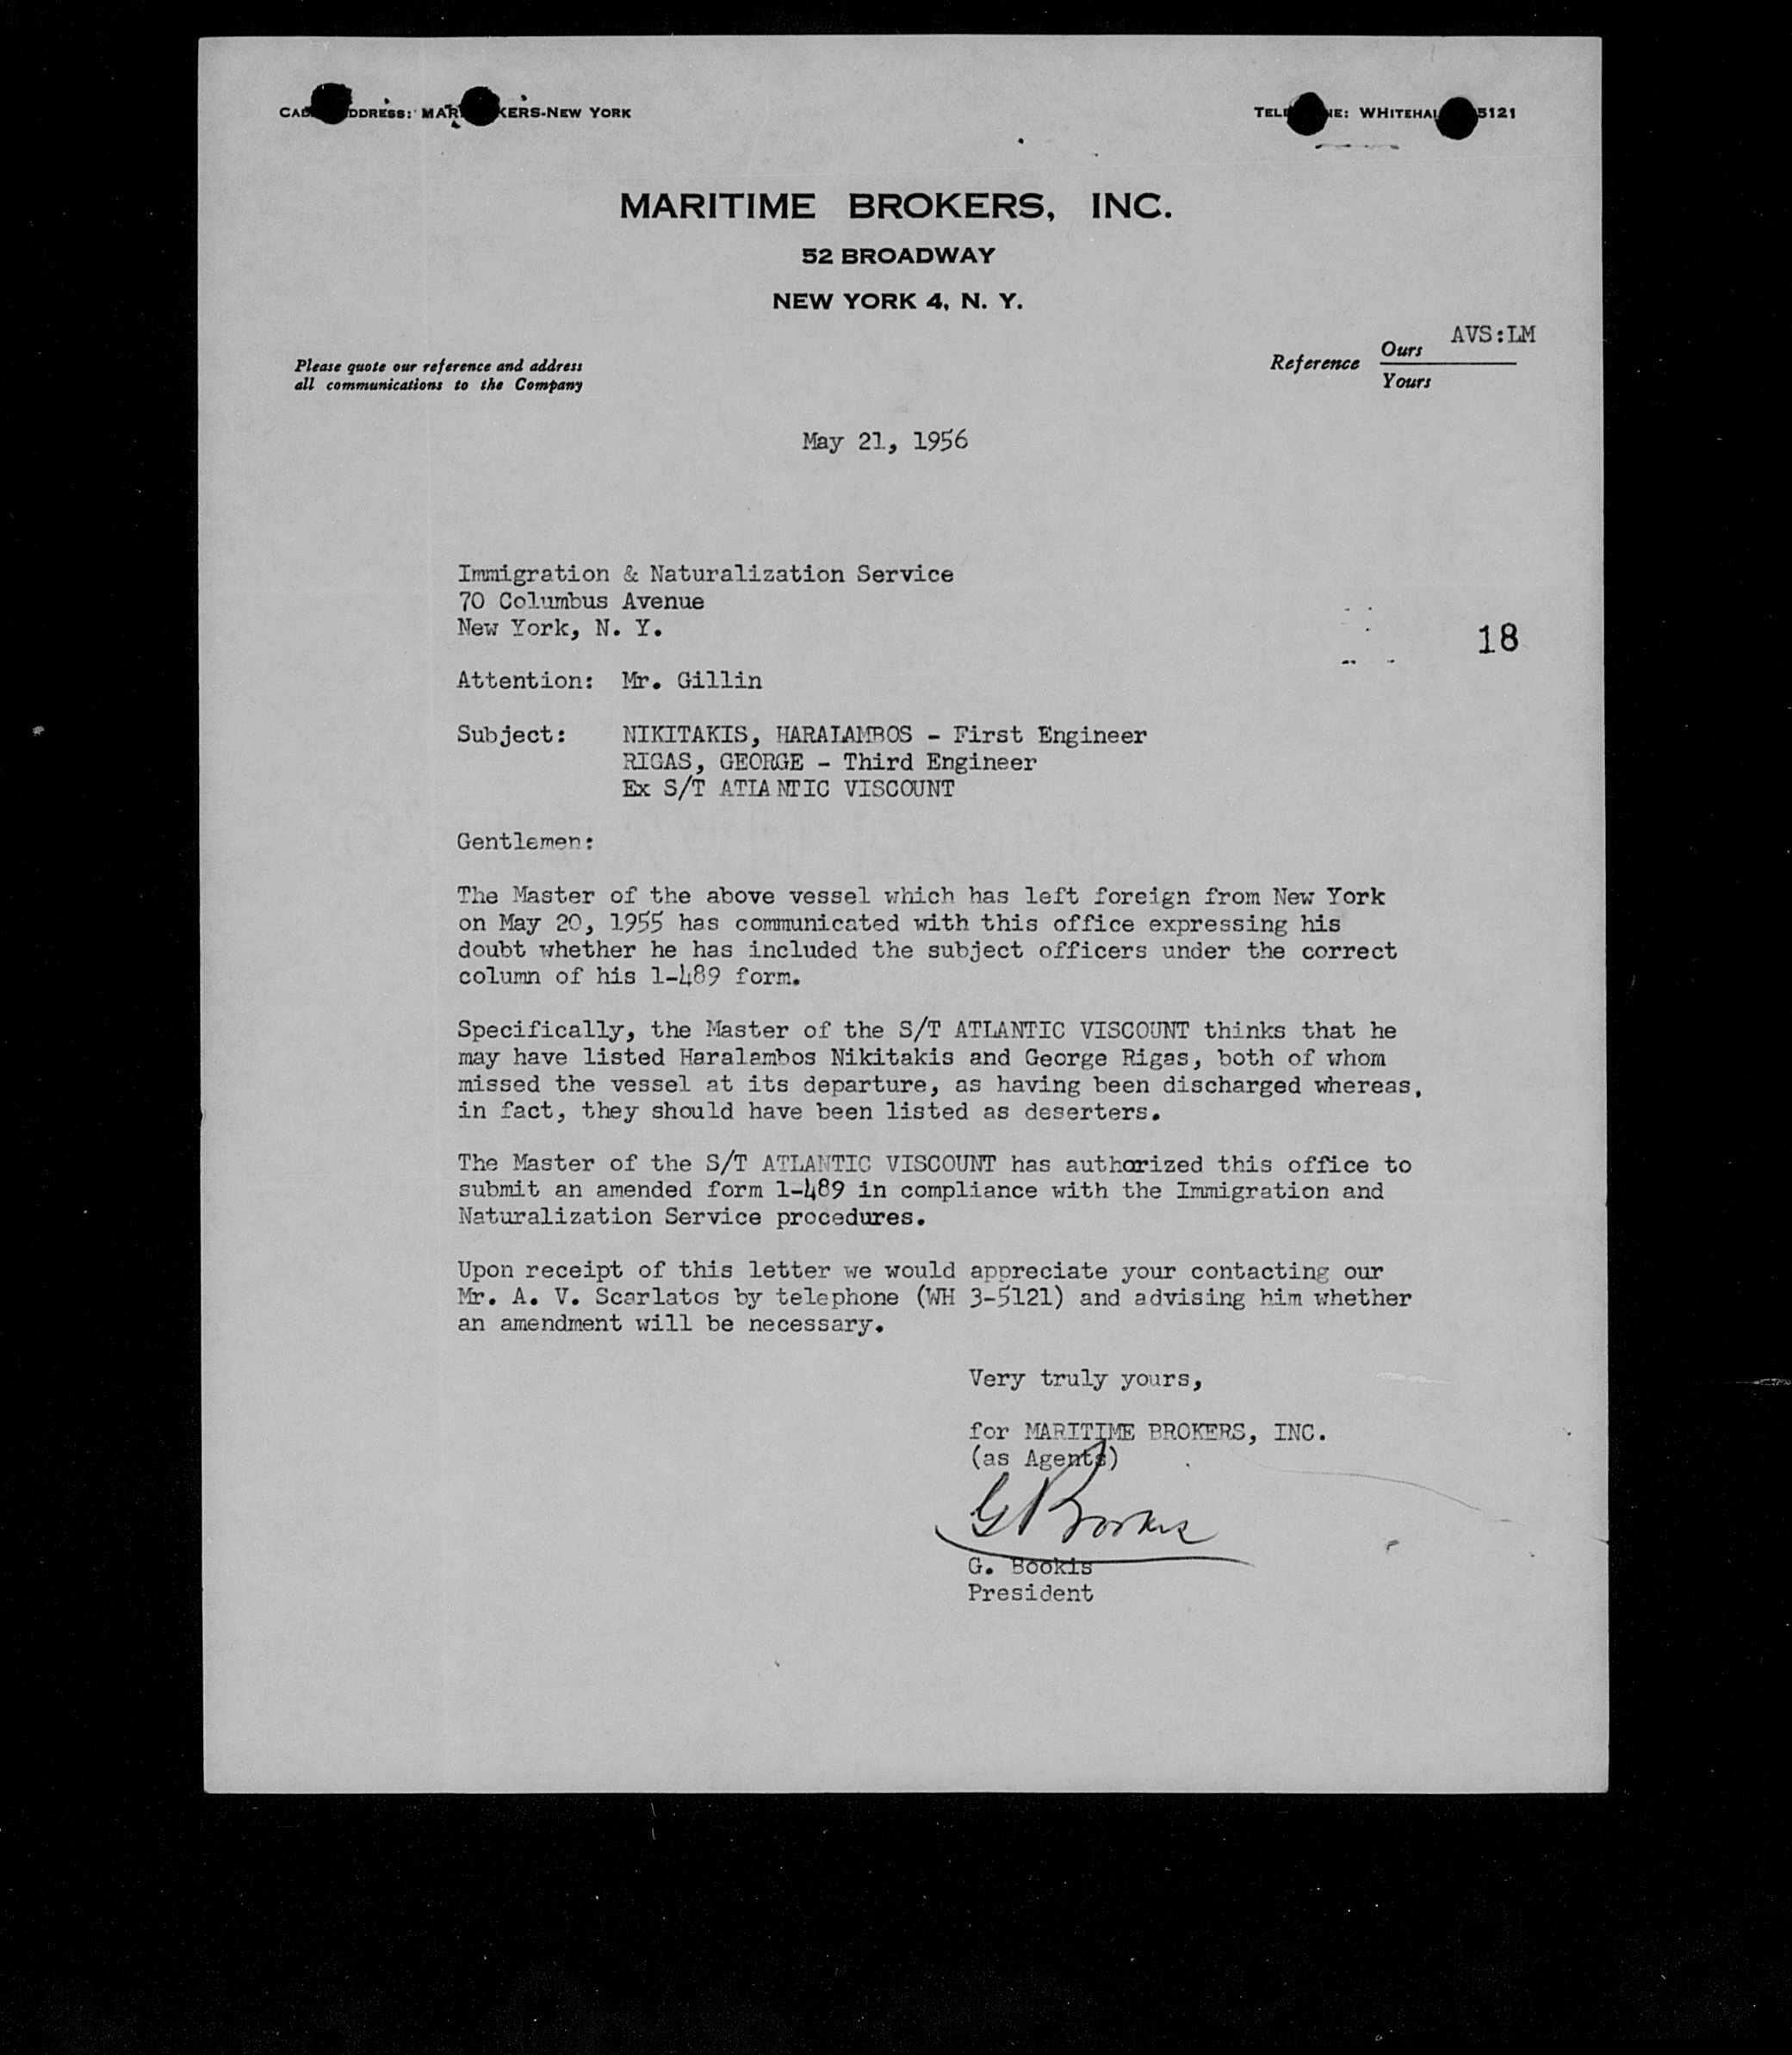 ADDRESS: MAR KERS-NEW YORK
WHITEHALL 5121
MARITIME BROKERS, INC.
52 BROADWAY
NEW YORK 4, N. Y.
AVS:LM
Please quote our reference and address
all communications to the Company
Reference Ours
Yours
May 21, 1956
Immigration & Naturalization Service
70 Columbus Avenue
New York, N. Y.
18
Attention: Mr. Gillin
Subject: NIKITAKIS, HARALAMBOS - First Engineer
RIGAS, GEORGE - Third Engineer
Ex S/T ATLANTIC VISCOUNT
Gentlemen:
The Master of the above vessel which has left foreign from New York
on May 20, 1955 has communicated with this office expressing his
doubt whether he has included the subject officers under the correct
column of his 1-489 form.
Specifically, the Master of the S/T ATLANTIC VISCOUNT thinks that he
may have listed Haralambos Nikitakis and George Rigas, both of whom
missed the vessel at its departure, as having been discharged whereas,
in fact, they should have been listed as deserters.
The Master of the S/T ATLANTIC VISCOUNT has authorized this office to
submit an amended form 1-489 in compliance with the Immigration and
Naturalization Service procedures.
Upon receipt of this letter we would appreciate your contacting our
Mr. A. V. Scarlatos by telephone (WH 3-5121) and advising him whether
an amendment will be necessary.
Very truly yours,
for MARITIME BROKERS, INC.
(as Agents)
G Bookis
G. Bookis
President